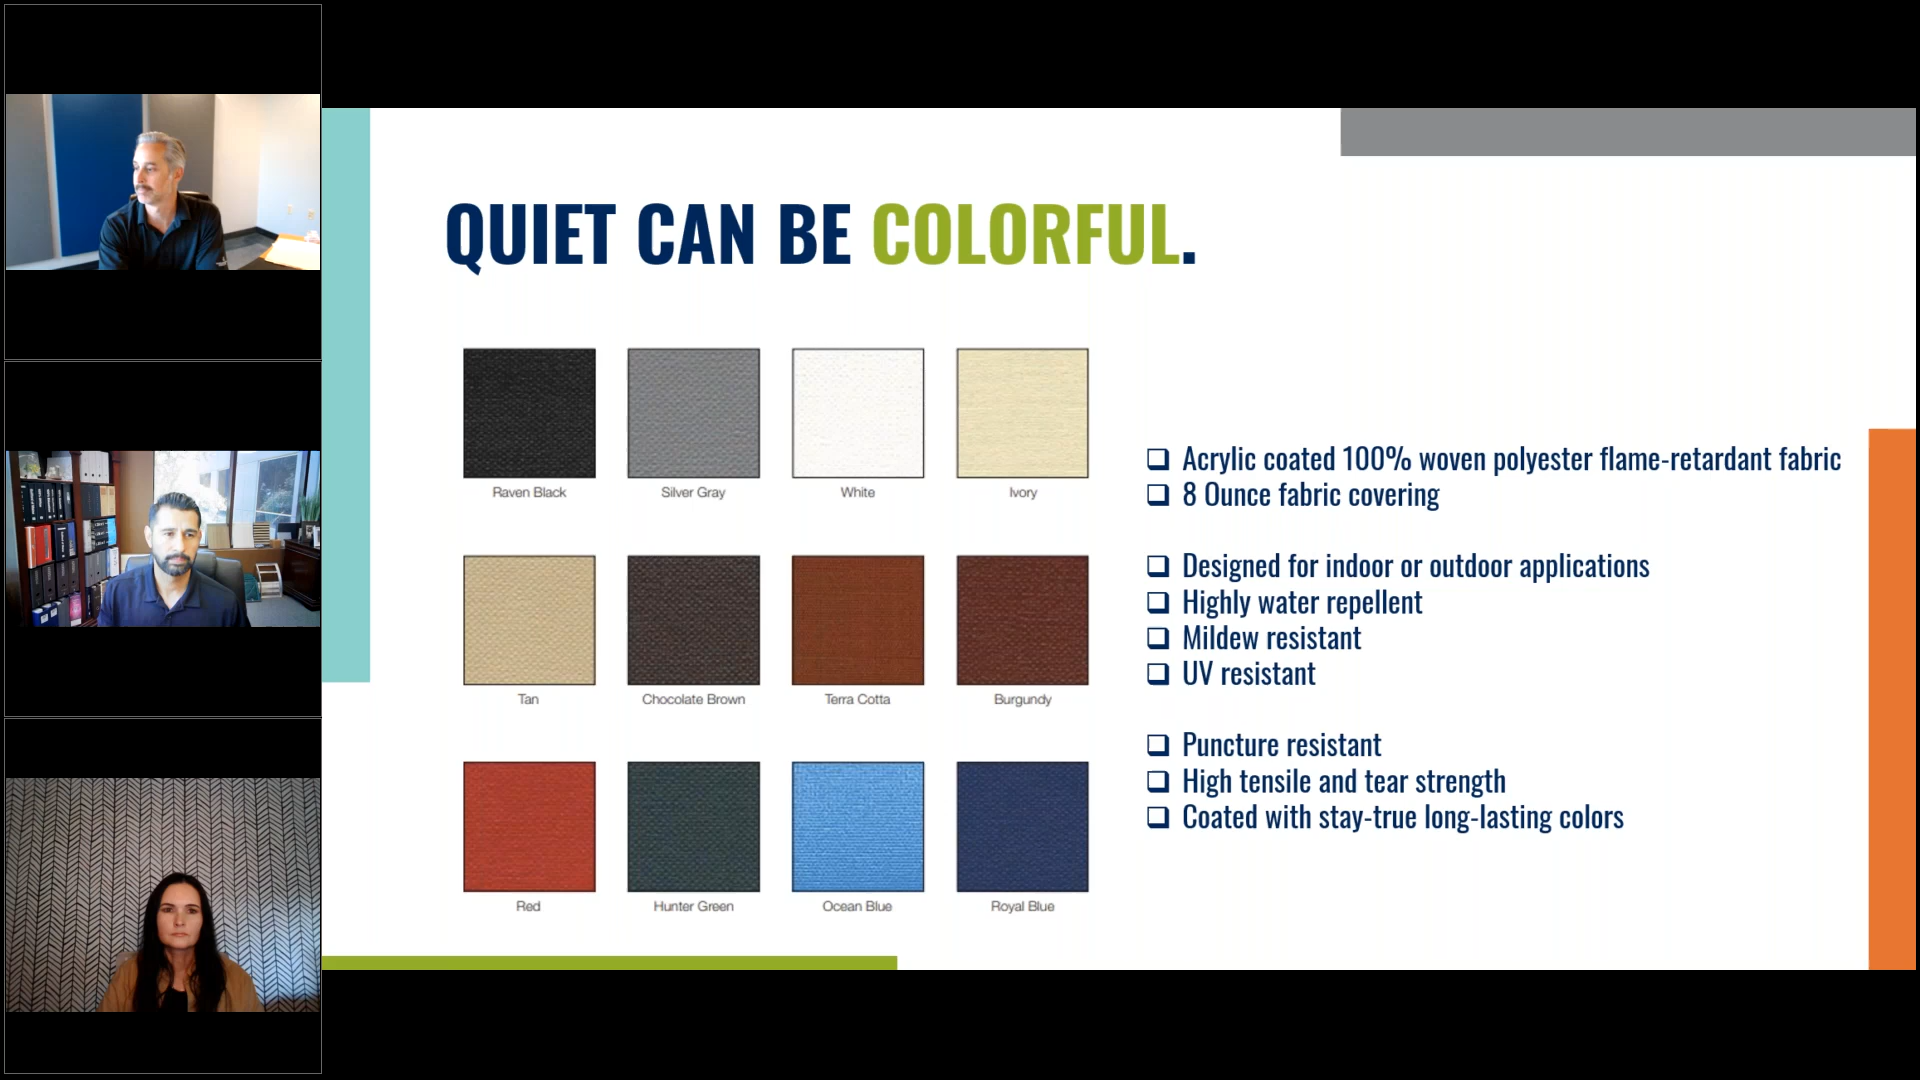 QUIET CAN BE COLORFUL.
Raven Black
Silver Gray
White
Ivory
Tan
Chocolate Brown
Terra Cotta
Burgundy
Red
Hunter Green
Ocean Blue
Royal Blue
❑ Acrylic coated 100% woven polyester flame-retardant fabric
❑ 8 Ounce fabric covering
❑ Designed for indoor or outdoor applications
❑ Highly water repellent
❑ Mildew resistant
❑ UV resistant
❑ Puncture resistant
❑ High tensile and tear strength
❑ Coated with stay-true long-lasting colors